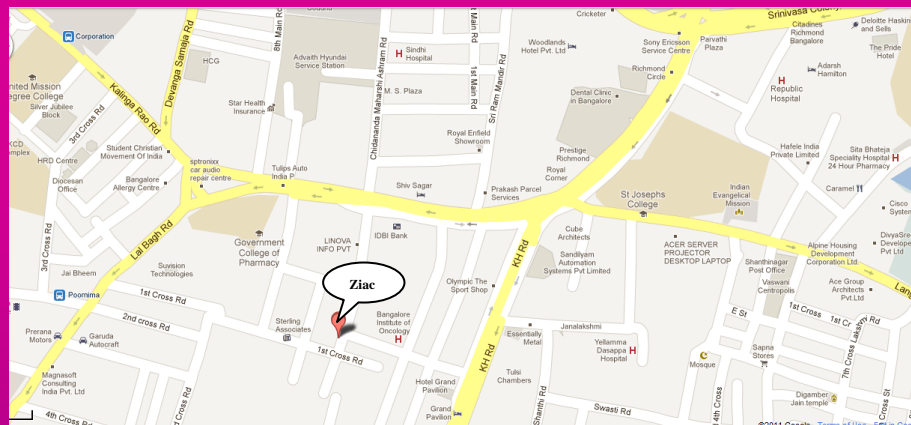 Corporation
Devanga Samaja Rd
8th Main Rd
HCG
Advaith Hyundai
Service Station
Chidananda Maharshi Ashram Rd
Sindhi
Hospital
M. S. Plaza
1st Main Rd
Sri Ram Mandir Rd
Cricketer
Woodlands
Hotel Pvt. Ltd
Sony Ericsson
Service Centre
Parvathi
Plaza
Srinivasa Colony
Citadines
Richmond
Bangalore
Deloitte Haskin
and Sells
The Pride
Hotel
Richmond
Circle
Adarsh
Hamilton
Republic
Hospital
Dental Clinic
in Bangalore
nited Mission
egree College
Silver Jubilee
Block
Kalinga Rao Rd
3rd Cross Rd
Star Health
Insurance
KCD
mplex
HRD Centre
Student Christian
Movement Of India
Diocesan
Office
Bangalore
Allergy Centre
sptronixx
car audio
repair centre
Tulips Auto
India P
Royal Enfield
Showroom
Shiv Sagar
Prakash Parcel
Services
Prestige
Richmond
Royal
Corner
St Josephs
College
Indian
Evangelical
Mission
Hafele India
Private Limited
Sita Bhateja
Speciality Hospital
24 Hour Pharmacy
Caramel
Cisco
System
3rd Cross Rd
Lal Bagh Rd
Government
College of
Pharmacy
LINOVA
INFO PVT
IDBI Bank
KH Rd
Cube
Architects
Sandilyam
Automation
Systems Pvt Limited
ACER SERVER
PROJECTOR
DESKTOP LAPTOP
Shanthinagar
Post Office
Alpine Housing
Development
Corporation Ltd
DivyaSree
Develope
Pvt Ltd
Jai Bheem
Suvision
Technologies
Poornima
1st Cross Rd
2nd cross Rd
Ziac
Olympic The
Sport Shop
Vaswani
Centropolis
Ace Group
Architects
Pvt.Ltd
Prerana
Motors
Garuda
Autocraft
Sterling
Associates
Bangalore
Institute of
Oncology
1st Cross Rd
Essentially
Metal
Janalakshmi
Yellamma
Dasappa
Hospital
E St
1st Cross
1st Cr
7th Cross Lakshm
Magnasoft
Consulting
India Pvt. Ltd
KH Rd
Tulsi
Chambers
Mosque
Sapna
Stores
Hotel Grand
Pavilion
Grand
Pavilion
Shanthi Rd
Swasti Rd
4th Cross
Digamber
Jain temple
4th Cross Rd
Cross Rd